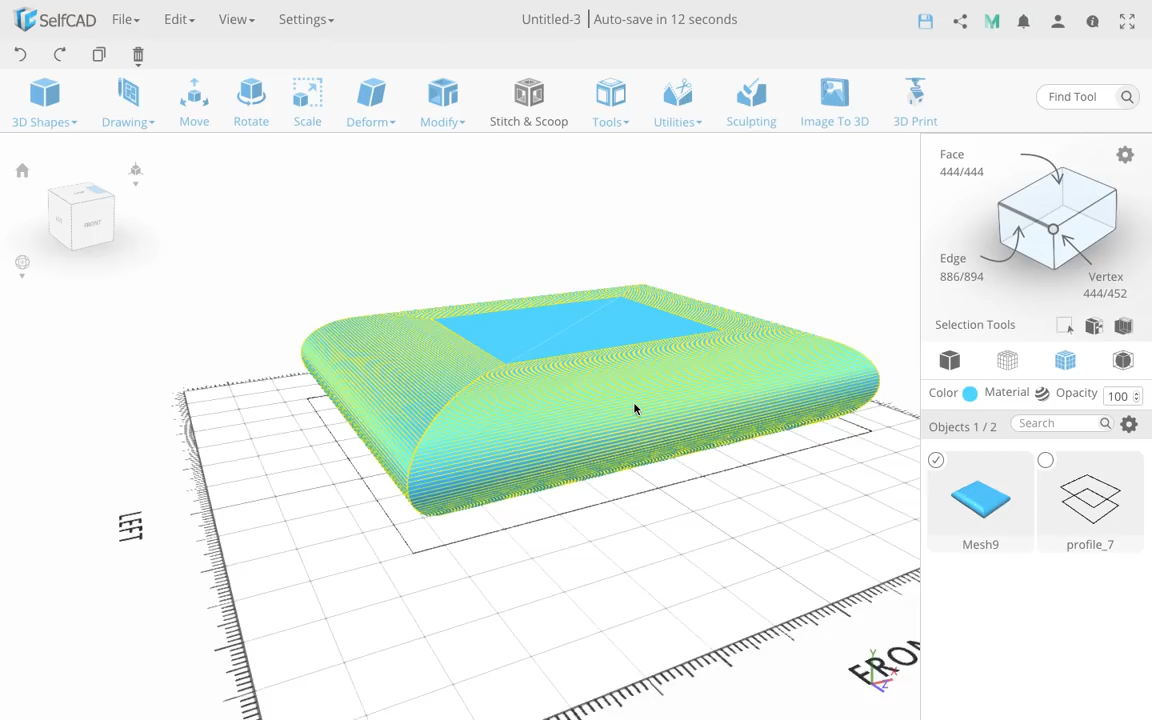 SelfCAD File Edit View Settings Untitled-3 Auto-save in 12 seconds
3D Shapes Drawing Move Rotate Scale Deform Modify Stitch & Scoop Tools Utilities Sculpting Image To 3D 3D Print Find Tool
Face
444/444
Edge
886/894
Vertex
444/452
Selection Tools
Color Material Opacity 100
Objects 1 / 2 Search
Mesh9 profile_7
FRONT
LEFT